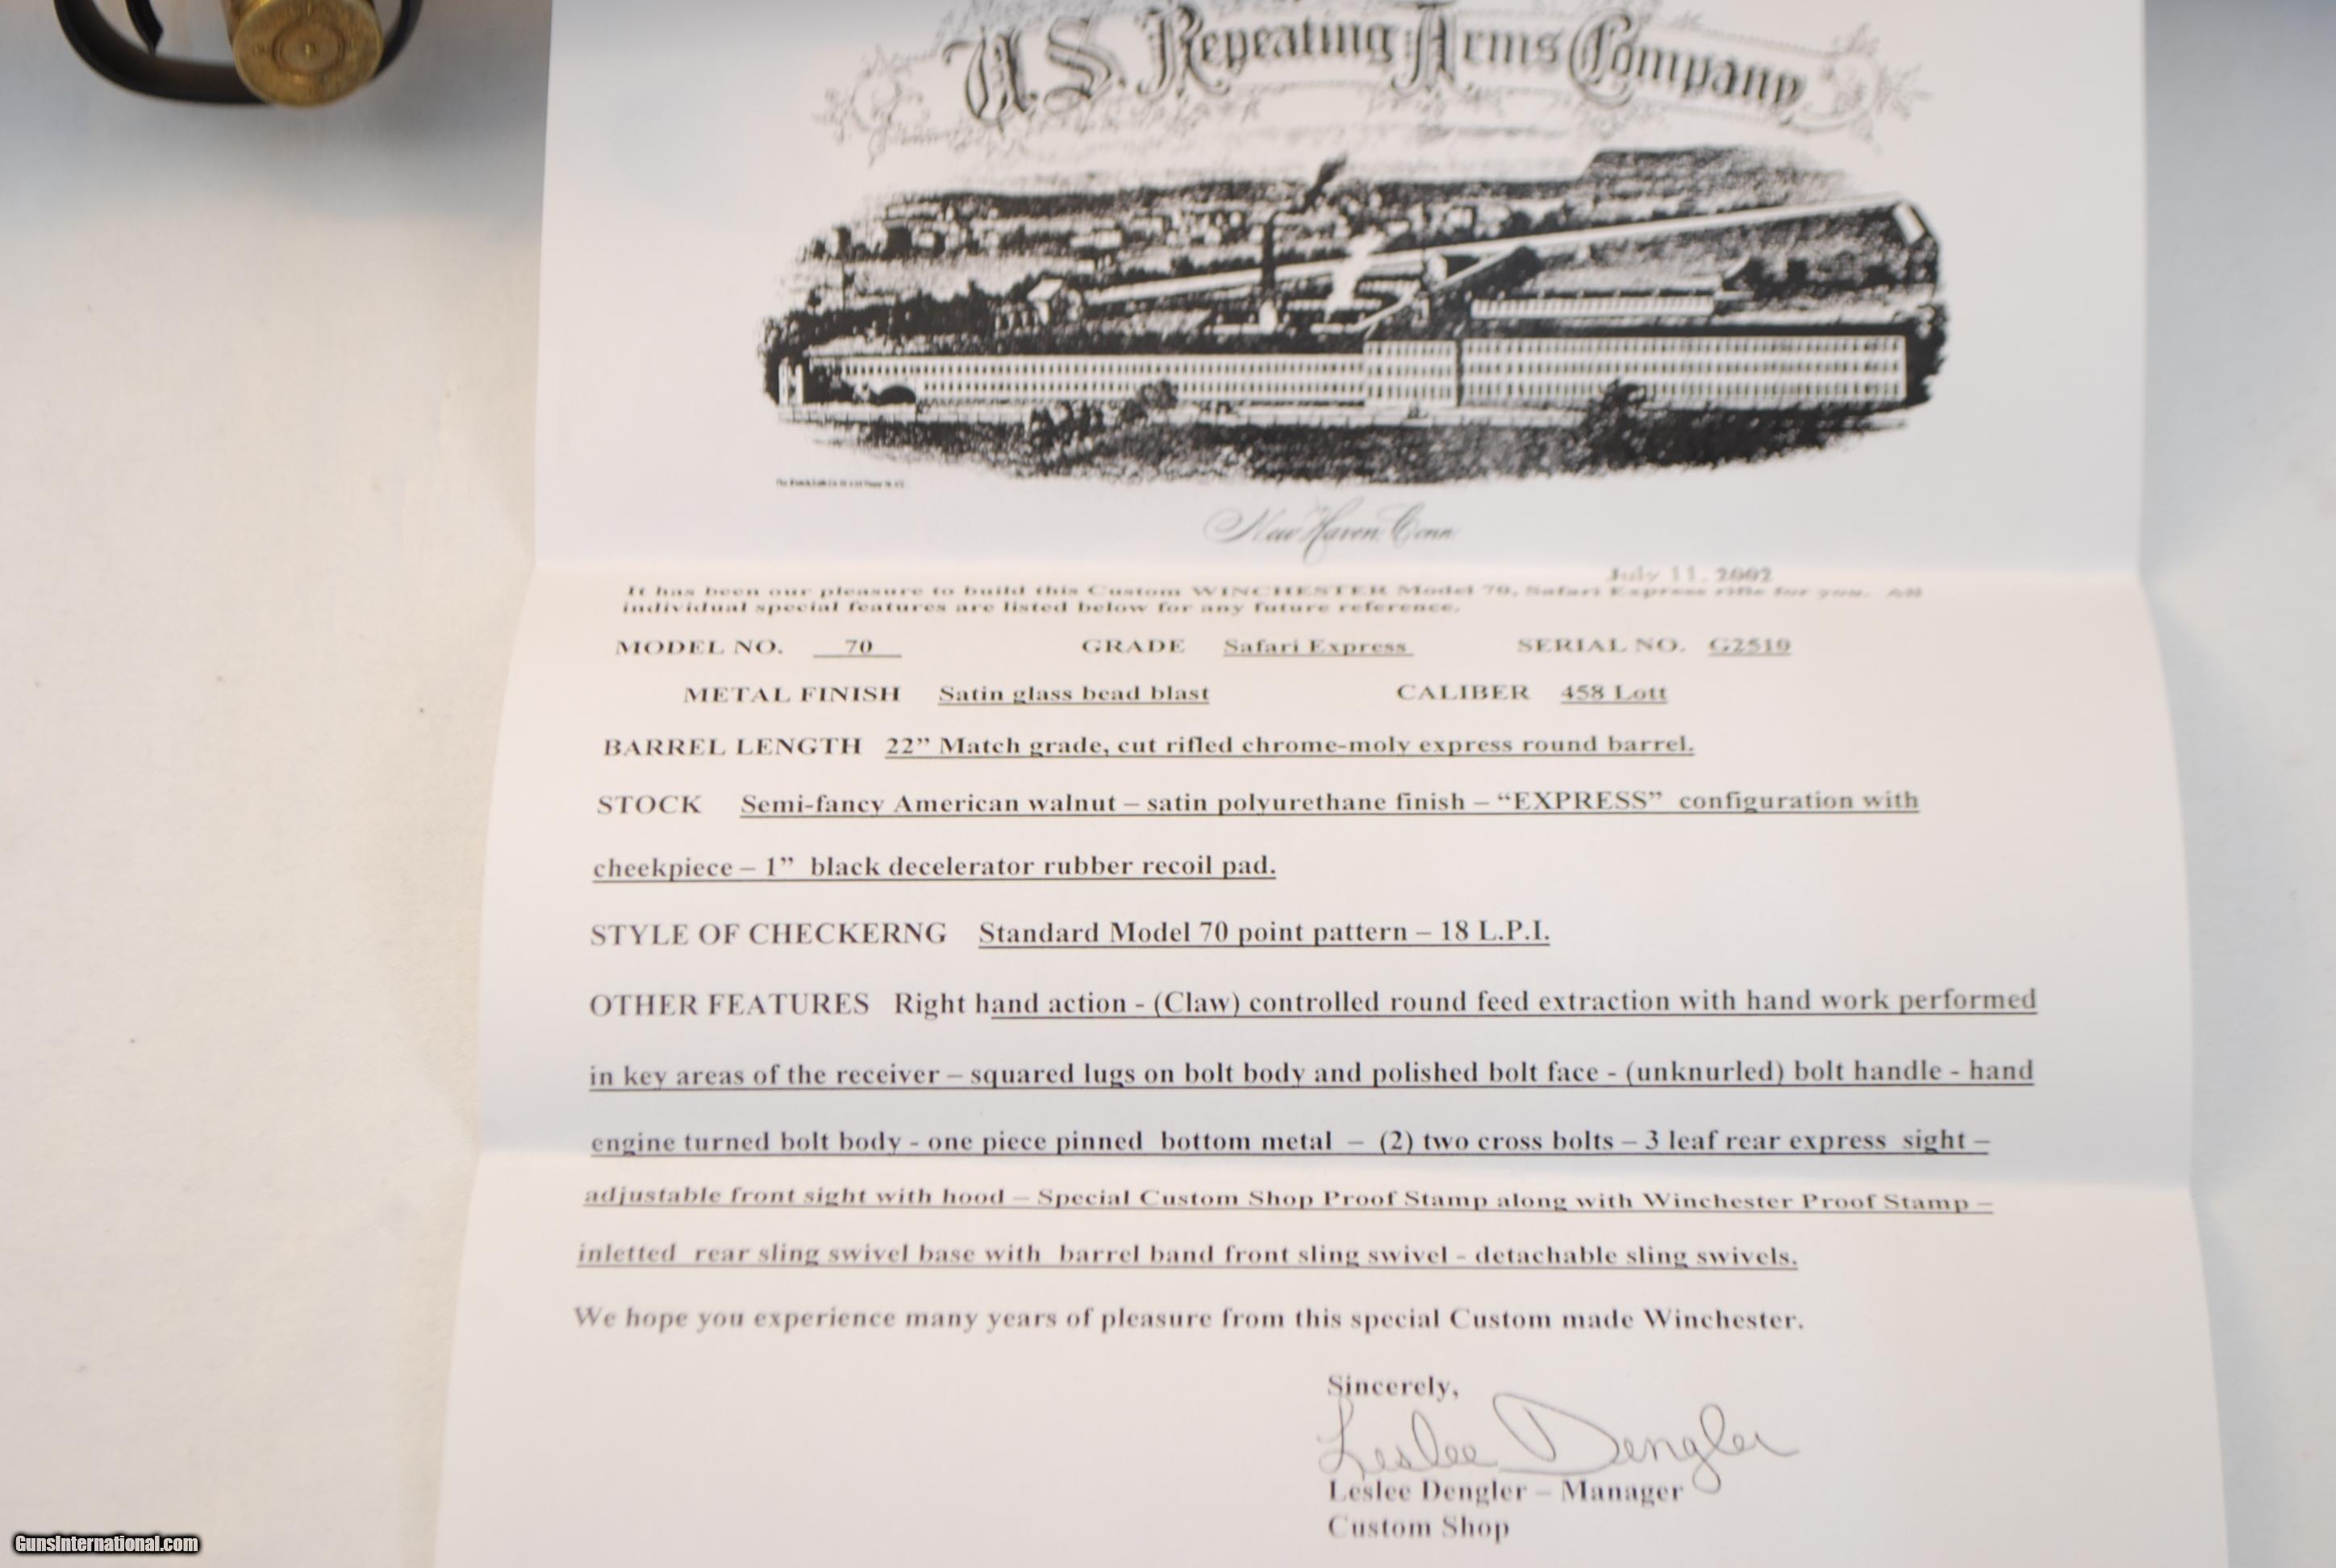 U.S. Repeating Arms Company
New Haven, Conn
July 11, 2002
It has been our pleasure to build this Custom WINCHESTER Model 70, Safari Express rifle for you. All
individual special features are listed below for any future reference.
MODEL NO. 70 GRADE Safari Express SERIAL NO. G2510
METAL FINISH Satin glass bead blast CALIBER 458 Lott
BARREL LENGTH 22” Match grade, cut rifled chrome-moly express round barrel.
STOCK Semi-fancy American walnut – satin polyurethane finish – “EXPRESS” configuration with
cheekpiece – 1” black decelerator rubber recoil pad.
STYLE OF CHECKERNG Standard Model 70 point pattern – 18 L.P.I.
OTHER FEATURES Right hand action - (Claw) controlled round feed extraction with hand work performed
in key areas of the receiver – squared lugs on bolt body and polished bolt face - (unknurled) bolt handle - hand
engine turned bolt body - one piece pinned bottom metal – (2) two cross bolts – 3 leaf rear express sight –
adjustable front sight with hood – Special Custom Shop Proof Stamp along with Winchester Proof Stamp –
inletted rear sling swivel base with barrel band front sling swivel - detachable sling swivels.
We hope you experience many years of pleasure from this special Custom made Winchester.
Sincerely,
Leslee Dengler
Leslee Dengler – Manager
Custom Shop
GunsInternational.com